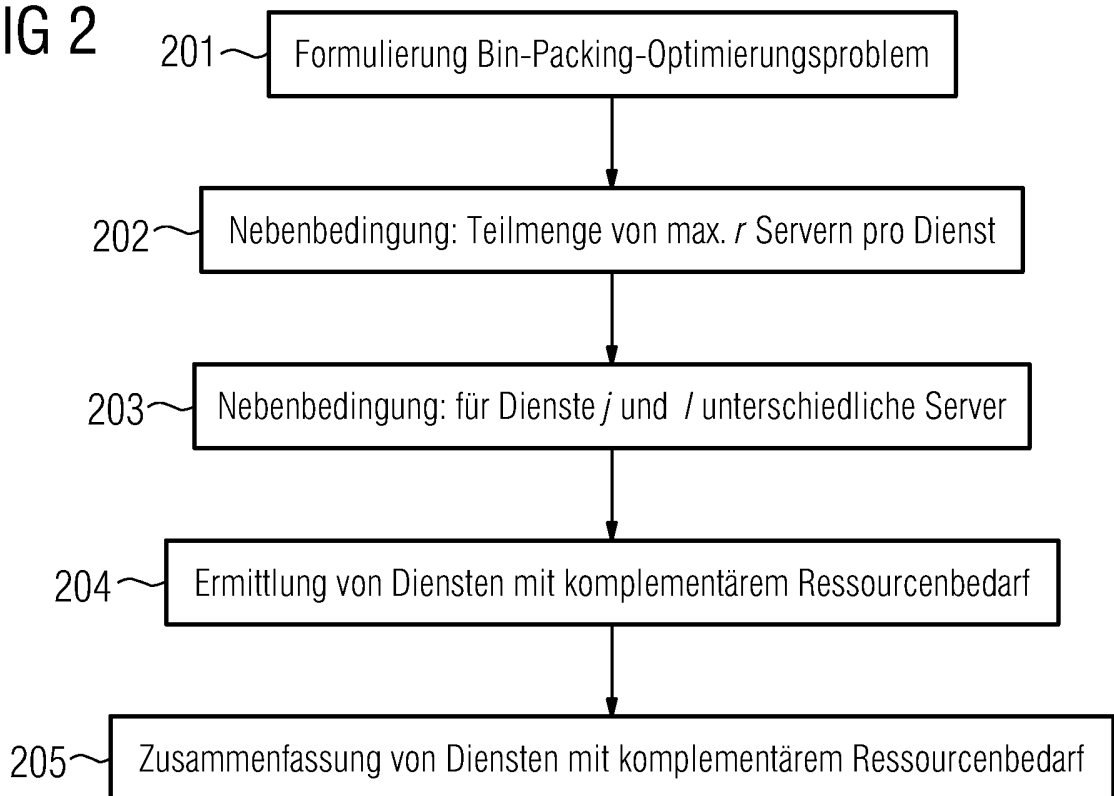 IG 2
201 Formulierung Bin-Packing-Optimierungsproblem
202 Nebenbedingung: Teilmenge von max. r Servern pro Dienst
203 Nebenbedingung: für Dienste j und l unterschiedliche Server
204 Ermittlung von Diensten mit komplementärem Ressourcenbedarf
205 Zusammenfassung von Diensten mit komplementärem Ressourcenbedarf